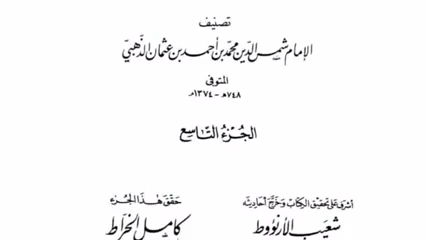 تصنيف
الإمام شمس الدين محمد بن أحمد بن عثمان الذهبي
المتوفى
٧٤٨هـ - ١٣٧٤م
الجزء التاسع
أشرف على تحقيق الكتاب وخرج أحاديثه
شعيب الأرنؤوط
حقق هذا الجزء
كامل الخراط